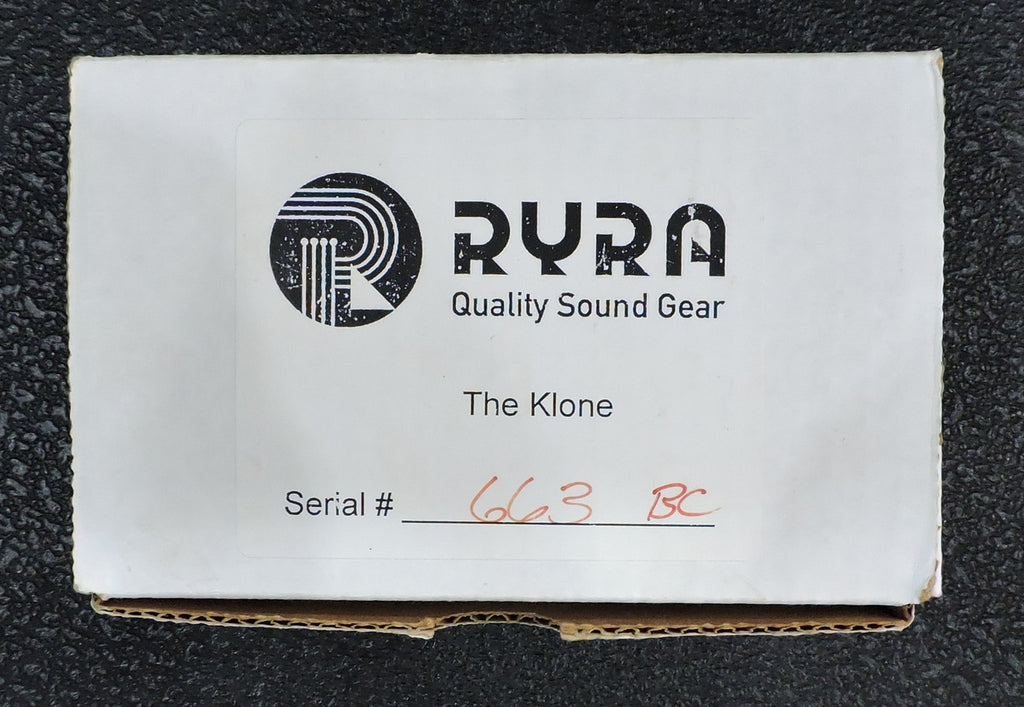 RYRA
Quality Sound Gear
The Klone
Serial # 663 BC